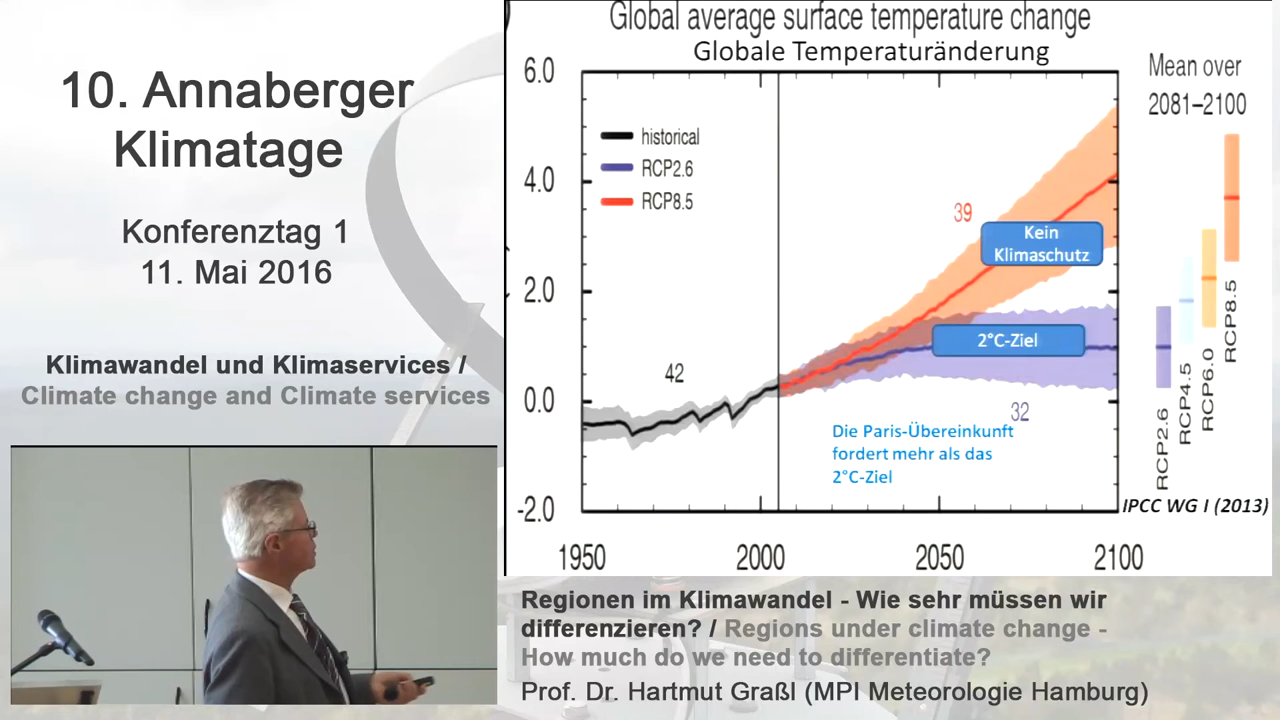 10. Annaberger
Klimatage
Konferenztag 1
11. Mai 2016
Klimawandel und Klimaservices /
Climate change and Climate services
Global average surface temperature change
Globale Temperaturänderung
6.0
4.0
2.0
0.0
-2.0
historical
RCP2.6
RCP8.5
42
39
32
Kein
Klimaschutz
2°C-Ziel
Die Paris-Übereinkunft
fordert mehr als das
2°C-Ziel
1950
2000
2050
2100
Mean over
2081–2100
RCP2.6
RCP4.5
RCP6.0
RCP8.5
IPCC WG I (2013)
Regionen im Klimawandel - Wie sehr müssen wir
differenzieren? / Regions under climate change -
How much do we need to differentiate?
Prof. Dr. Hartmut Graßl (MPI Meteorologie Hamburg)